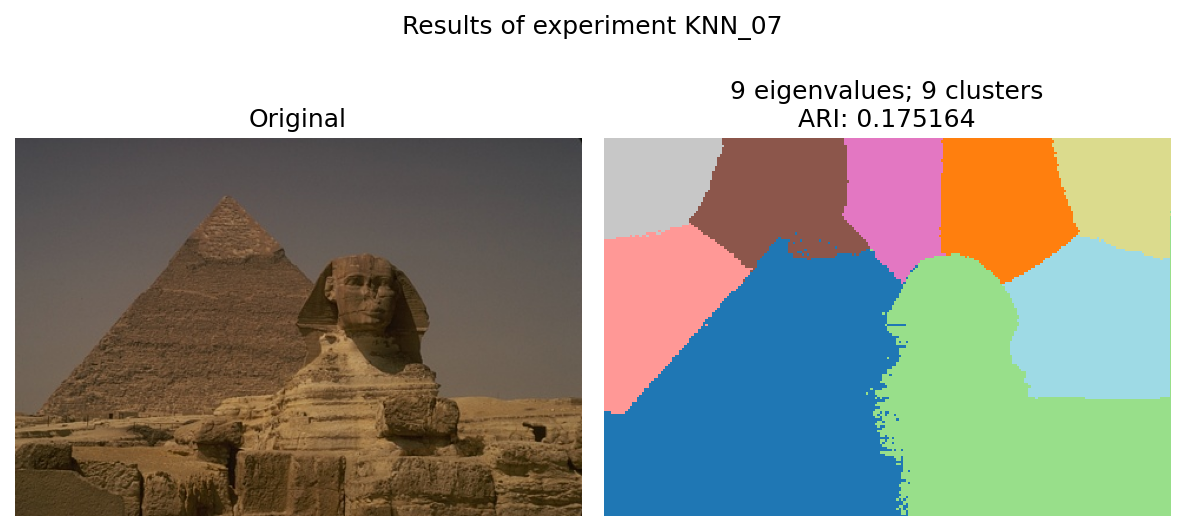 Results of experiment KNN_07
Original
9 eigenvalues; 9 clusters
ARI: 0.175164